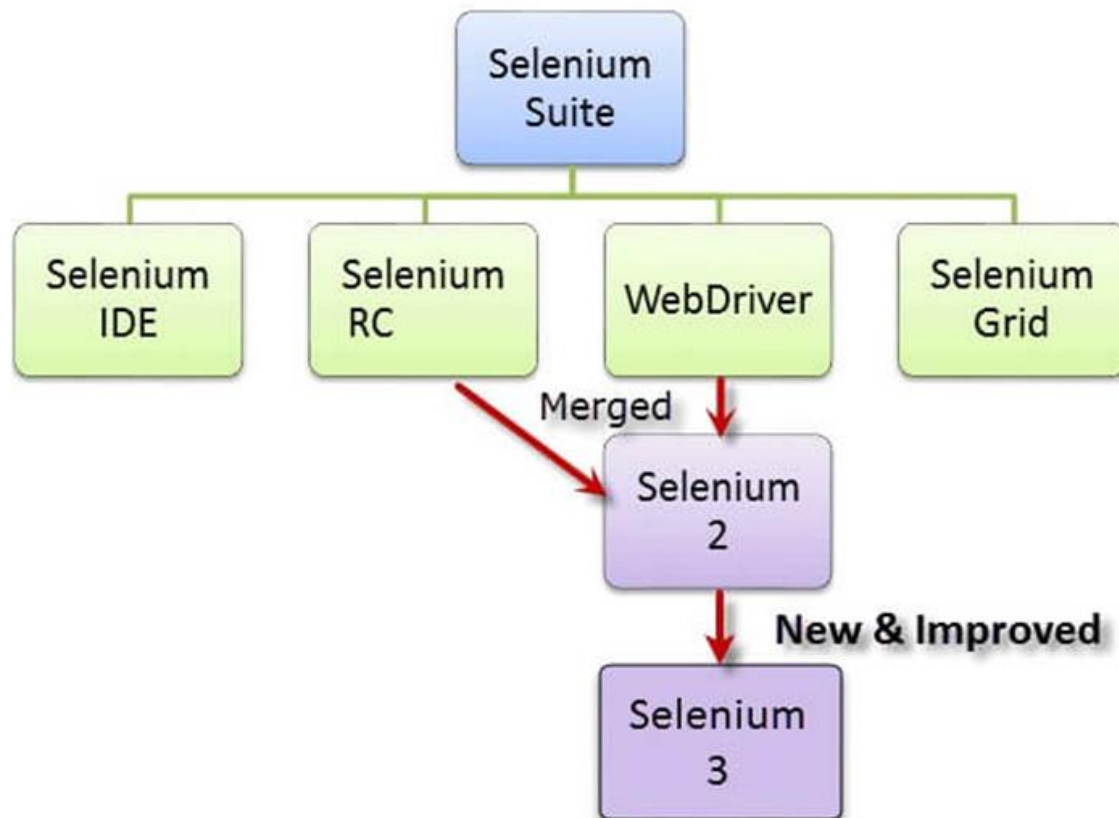 Selenium
Suite
Selenium
IDE
Selenium
RC
WebDriver
Selenium
Grid
Merged
Selenium
2
New & Improved
Selenium
3